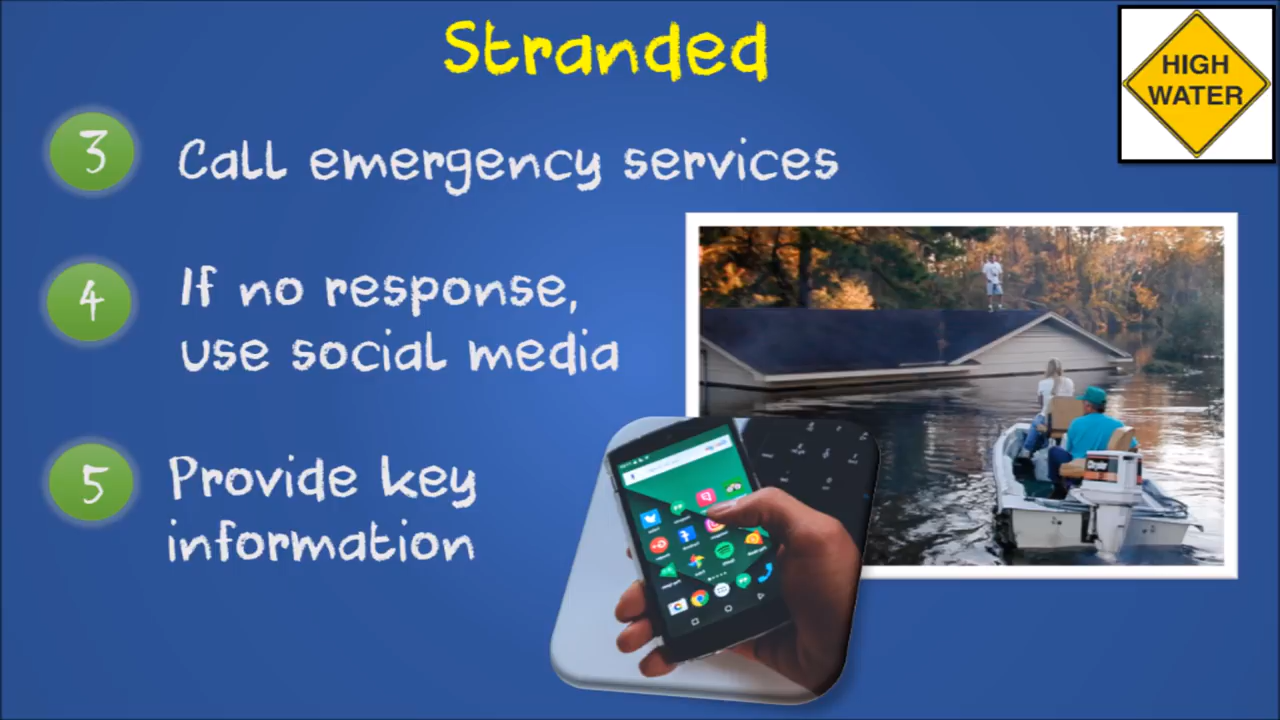 Stranded
HIGH
WATER
3 Call emergency services
4 If no response,
use social media
5 Provide key
information